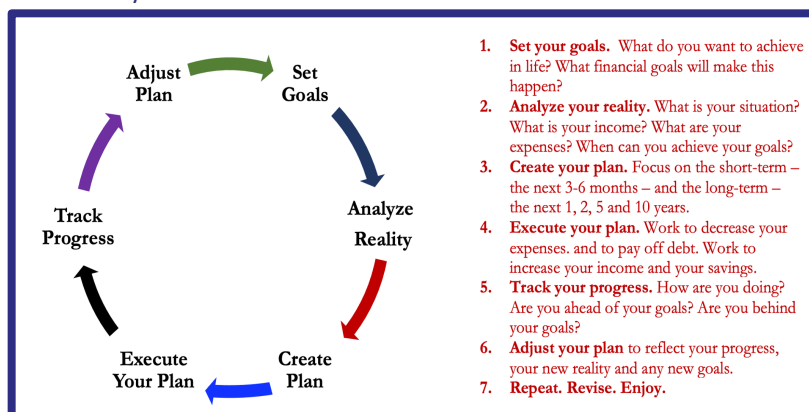 Adjust
Plan
Set
Goals
Analyze
Reality
Create
Plan
Execute
Your Plan
Track
Progress
1. Set your goals. What do you want to achieve
in life? What financial goals will make this
happen?
2. Analyze your reality. What is your situation?
What is your income? What are your
expenses? When can you achieve your goals?
3. Create your plan. Focus on the short-term –
the next 3-6 months – and the long-term –
the next 1, 2, 5 and 10 years.
4. Execute your plan. Work to decrease your
expenses. and to pay off debt. Work to
increase your income and your savings.
5. Track your progress. How are you doing?
Are you ahead of your goals? Are you behind
your goals?
6. Adjust your plan to reflect your progress,
your new reality and any new goals.
7. Repeat. Revise. Enjoy.